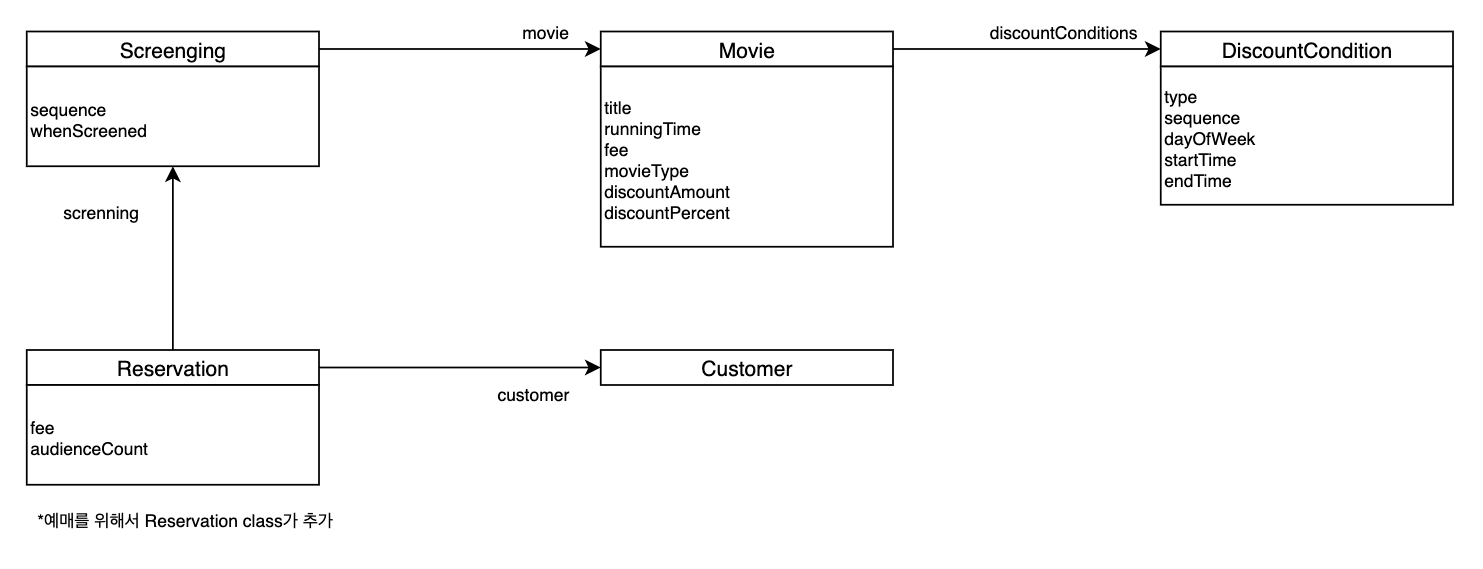 movie
discountConditions
Screenging
sequence
whenScreened
Movie
title
runningTime
fee
movieType
discountAmount
discountPercent
DiscountCondition
type
sequence
dayOfWeek
startTime
endTime
screnning
Reservation
fee
audienceCount
customer
Customer
*예매를 위해서 Reservation class가 추가